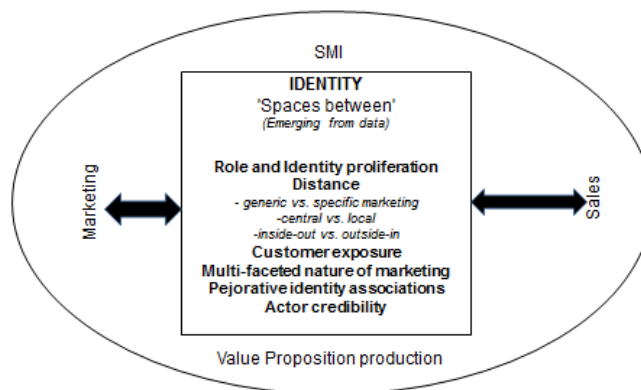 SMI
IDENTITY
'Spaces between'
(Emerging from data)
Role and Identity proliferation
Distance
- generic vs. specific marketing
-central vs. local
-inside-out vs. outside-in
Customer exposure
Multi-faceted nature of marketing
Pejorative identity associations
Actor credibility
Marketing
Sales
Value Proposition production